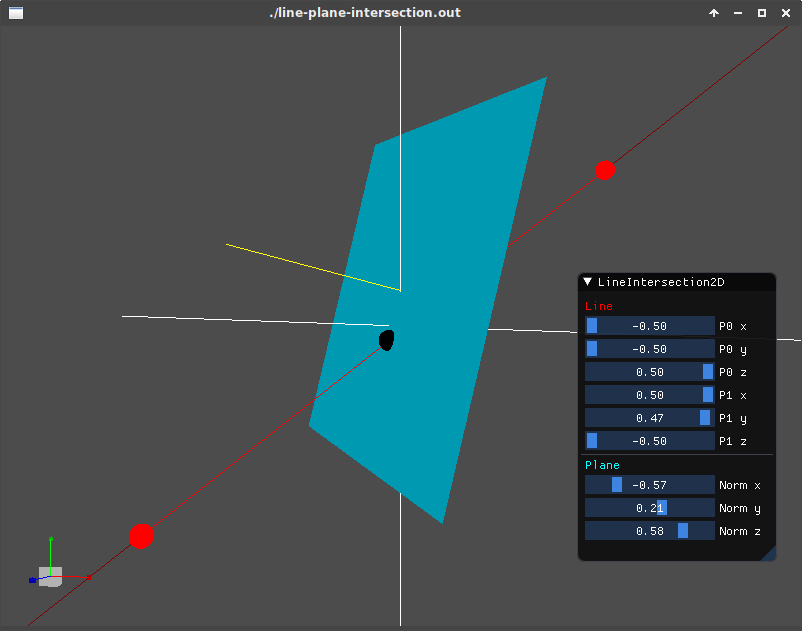 ./line-plane-intersection.out
LineIntersection2D
Line
-0.50 P0 x
-0.50 P0 y
0.50 P0 z
0.50 P1 x
0.47 P1 y
-0.50 P1 z
Plane
-0.57 Norm x
0.21 Norm y
0.58 Norm z